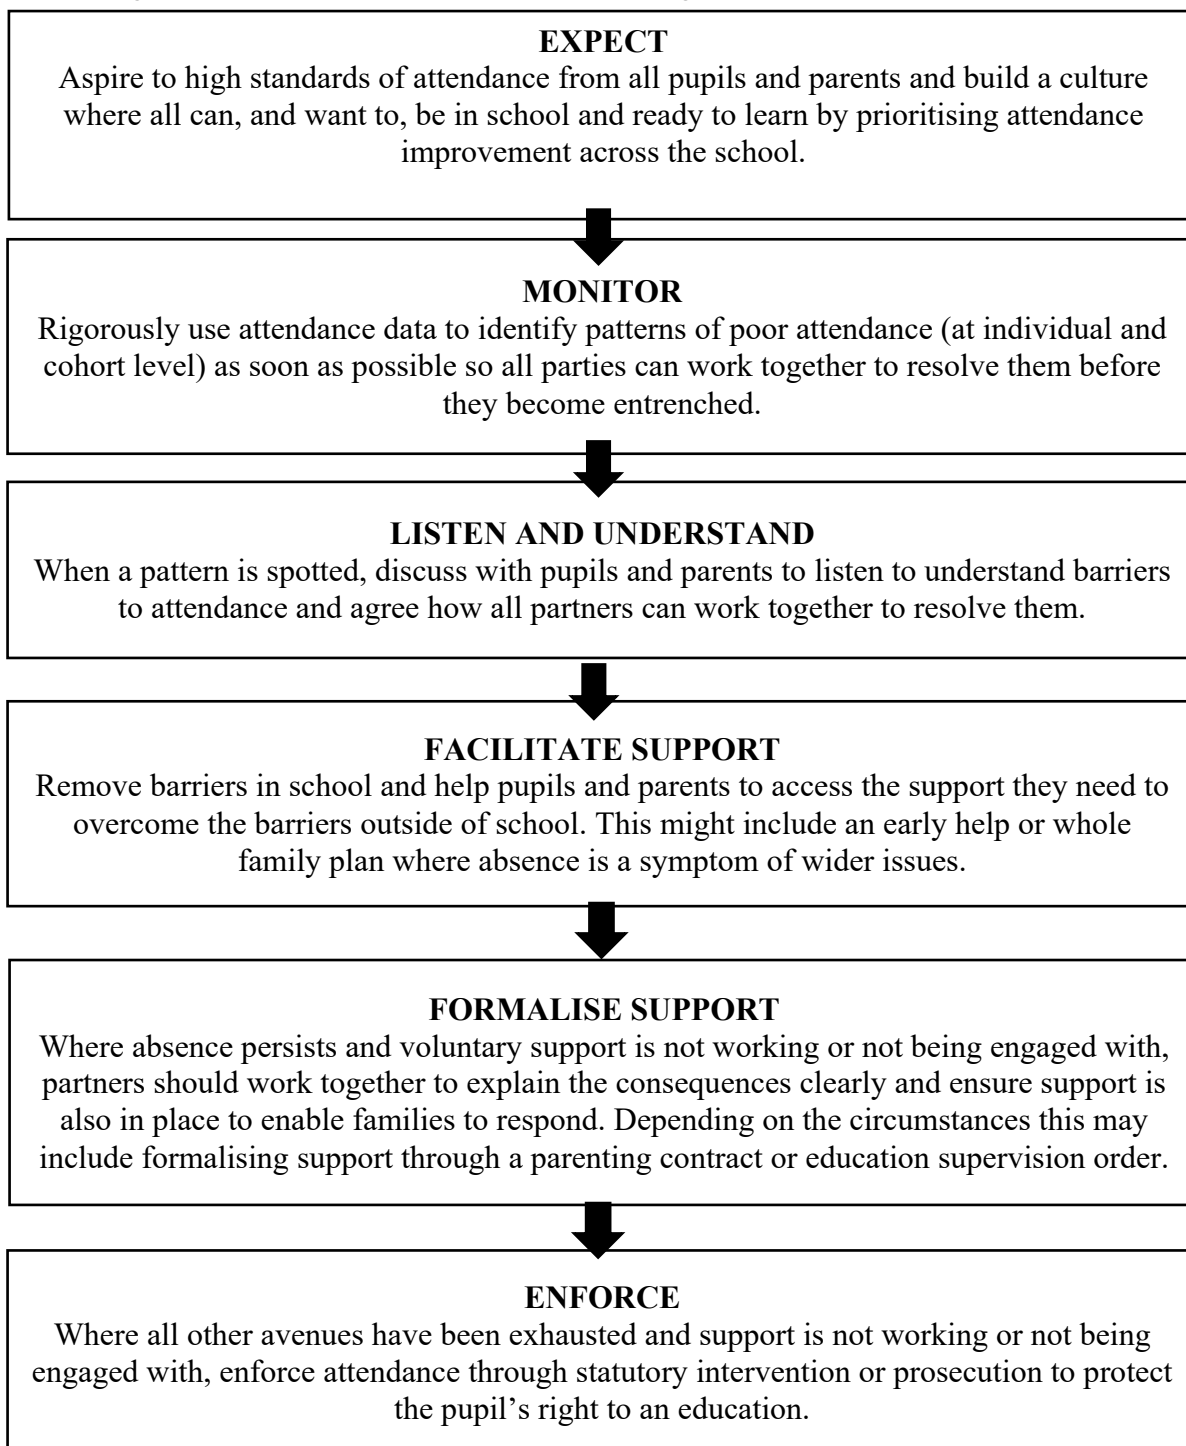 EXPECT
Aspire to high standards of attendance from all pupils and parents and build a culture
where all can, and want to, be in school and ready to learn by prioritising attendance
improvement across the school.
MONITOR
Rigorously use attendance data to identify patterns of poor attendance (at individual and
cohort level) as soon as possible so all parties can work together to resolve them before
they become entrenched.
LISTEN AND UNDERSTAND
When a pattern is spotted, discuss with pupils and parents to listen to understand barriers
to attendance and agree how all partners can work together to resolve them.
FACILITATE SUPPORT
Remove barriers in school and help pupils and parents to access the support they need to
overcome the barriers outside of school. This might include an early help or whole
family plan where absence is a symptom of wider issues.
FORMALISE SUPPORT
Where absence persists and voluntary support is not working or not being engaged with,
partners should work together to explain the consequences clearly and ensure support is
also in place to enable families to respond. Depending on the circumstances this may
include formalising support through a parenting contract or education supervision order.
ENFORCE
Where all other avenues have been exhausted and support is not working or not being
engaged with, enforce attendance through statutory intervention or prosecution to protect
the pupil’s right to an education.